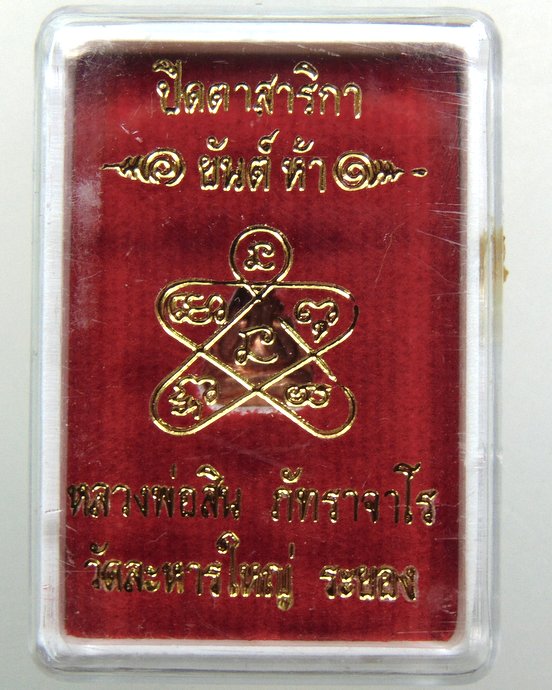 ปิดตาสาริกา
ยันต์ ห้า
หลวงพ่อสิน ภัทราจาโร
วัดละหารใหญ่ ระยอง